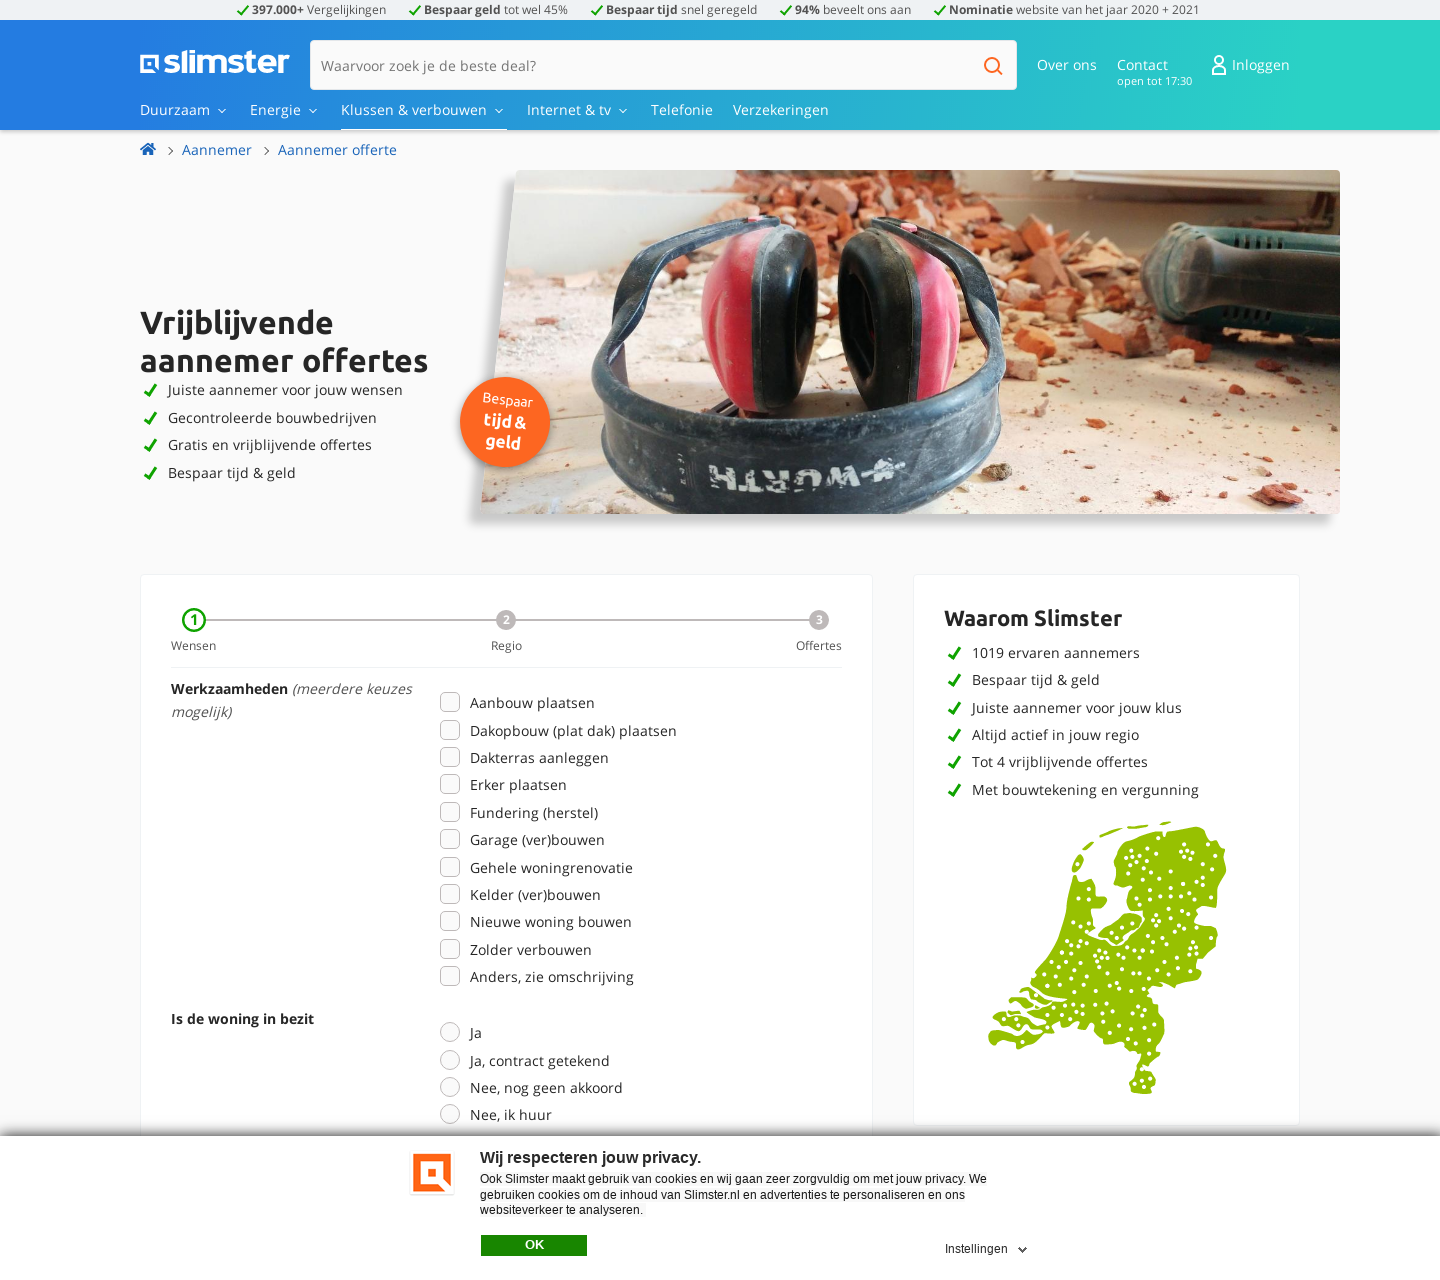 397.000+ Vergelijkingen Bespaar geld tot wel 45% Bespaar tijd snel geregeld 94% beveelt ons aan Nominatie website van het jaar 2020 + 2021
slimster
Waarvoor zoek je de beste deal?
Over ons
Contact
open tot 17:30
Inloggen
Duurzaam Energie Klussen & verbouwen Internet & tv Telefonie Verzekeringen
Aannemer Aannemer offerte
Vrijblijvende
aannemer offertes
Juiste aannemer voor jouw wensen
Gecontroleerde bouwbedrijven
Gratis en vrijblijvende offertes
Bespaar tijd & geld
Bespaar
tijd &
geld
WÜRTH
1 2 3
Wensen Regio Offertes
Werkzaamheden (meerdere keuzes
mogelijk)
Aanbouw plaatsen
Dakopbouw (plat dak) plaatsen
Dakterras aanleggen
Erker plaatsen
Fundering (herstel)
Garage (ver)bouwen
Gehele woningrenovatie
Kelder (ver)bouwen
Nieuwe woning bouwen
Zolder verbouwen
Anders, zie omschrijving
Is de woning in bezit
Ja
Ja, contract getekend
Nee, nog geen akkoord
Nee, ik huur
Waarom Slimster
1019 ervaren aannemers
Bespaar tijd & geld
Juiste aannemer voor jouw klus
Altijd actief in jouw regio
Tot 4 vrijblijvende offertes
Met bouwtekening en vergunning
Wij respecteren jouw privacy.
Ook Slimster maakt gebruik van cookies en wij gaan zeer zorgvuldig om met jouw privacy. We
gebruiken cookies om de inhoud van Slimster.nl en advertenties te personaliseren en ons
websiteverkeer te analyseren.
OK
Instellingen